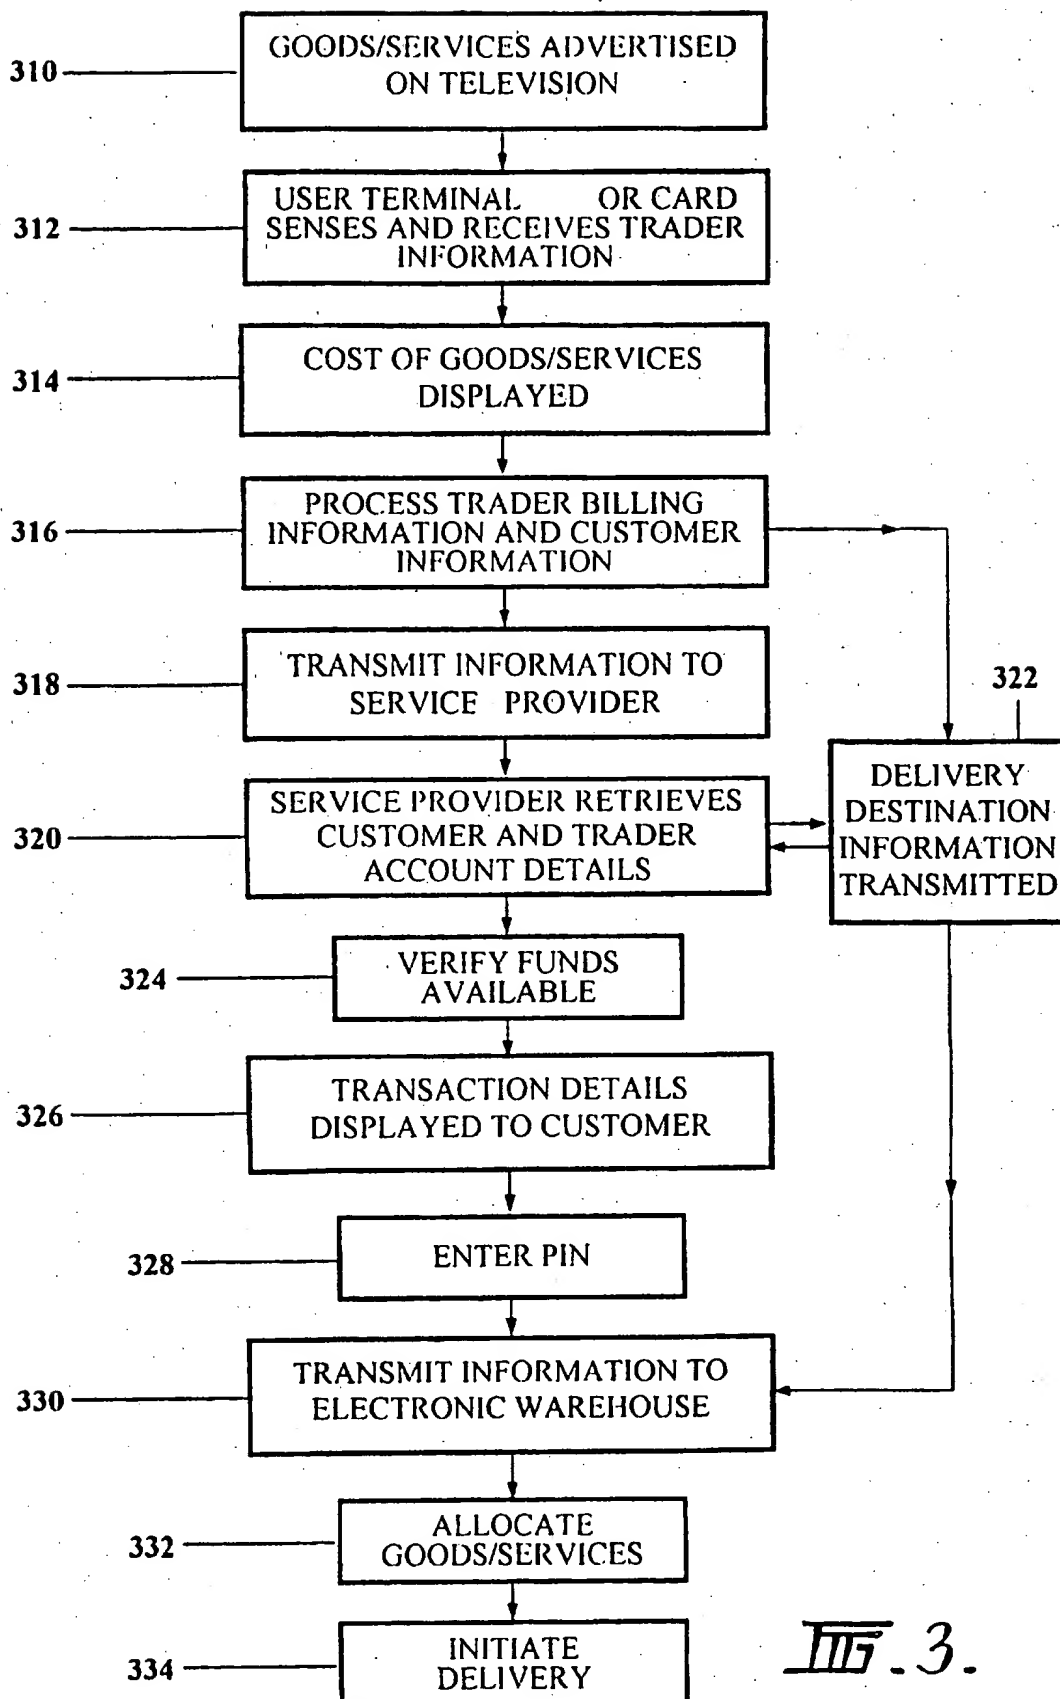 GOODS/SERVICES ADVERTISED
ON TELEVISION
310
USER TERMINAL OR CARD
SENSES AND RECEIVES TRADER
INFORMATION
312
COST OF GOODS/SERVICES
DISPLAYED
314
PROCESS TRADER BILLING
INFORMATION AND CUSTOMER
INFORMATION
316
TRANSMIT INFORMATION TO
SERVICE PROVIDER
318
322
DELIVERY
DESTINATION
INFORMATION
TRANSMITTED
SERVICE PROVIDER RETRIEVES
CUSTOMER AND TRADER
ACCOUNT DETAILS
320
VERIFY FUNDS
AVAILABLE
324
TRANSACTION DETAILS
DISPLAYED TO CUSTOMER
326
ENTER PIN
328
TRANSMIT INFORMATION TO
ELECTRONIC WAREHOUSE
330
ALLOCATE
GOODS/SERVICES
332
INITIATE
DELIVERY
334
FIG. 3.